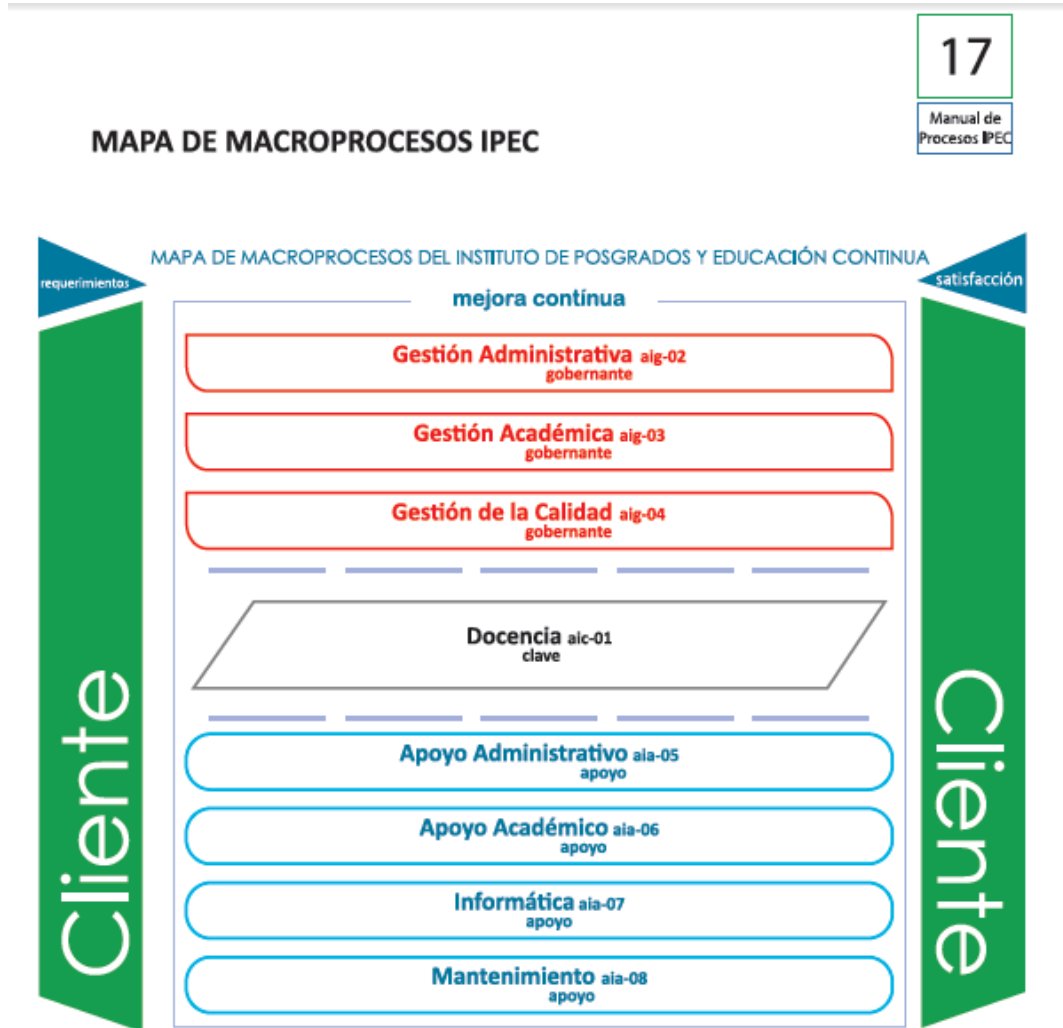 17
Manual de
Procesos IPEC
MAPA DE MACROPROCESOS IPEC
MAPA DE MACROPROCESOS DEL INSTITUTO DE POSGRADOS Y EDUCACIÓN CONTINUA
requerimientos
satisfacción
mejora contínua
Gestión Administrativa aig-02
gobernante
Gestión Académica aig-03
gobernante
Gestión de la Calidad aig-04
gobernante
Docencia aic-01
clave
Apoyo Administrativo aia-05
apoyo
Apoyo Académico aia-06
apoyo
Informática aia-07
apoyo
Mantenimiento aia-08
apoyo
Cliente
Cliente